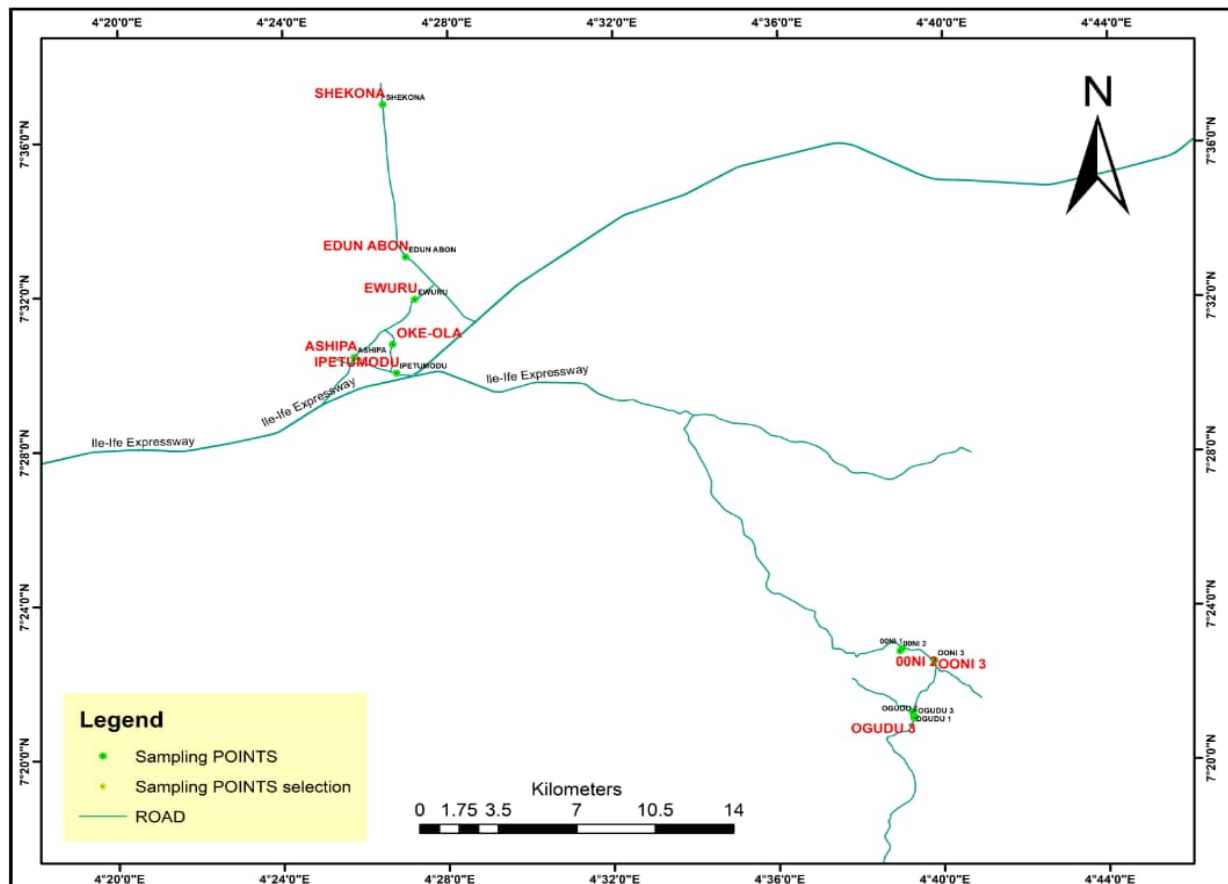 4°20'0"E 4°24'0"E 4°28'0"E 4°32'0"E 4°36'0"E 4°40'0"E 4°44'0"E
N
SHEKONA SHEKONA
7°36'0"N 7°36'0"N
EDUN ABON EDUN ABON
EWURU EWURU
7°32'0"N 7°32'0"N
OKE-OLA
ASHIPA ASHIPA
IPETUMODU IPETUMODU
Ile-Ife Expressway
Ile-Ife Expressway
Ile-Ife Expressway
7°28'0"N 7°28'0"N
7°24'0"N 7°24'0"N
00NI 1 00NI 2
OONI 3
00NI 2 OONI 3
OGUDU OGUDU 3
OGUDU 1
OGUDU 3
7°20'0"N 7°20'0"N
Legend
Sampling POINTS
Sampling POINTS selection
ROAD
Kilometers
0 1.75 3.5 7 10.5 14
4°20'0"E 4°24'0"E 4°28'0"E 4°32'0"E 4°36'0"E 4°40'0"E 4°44'0"E